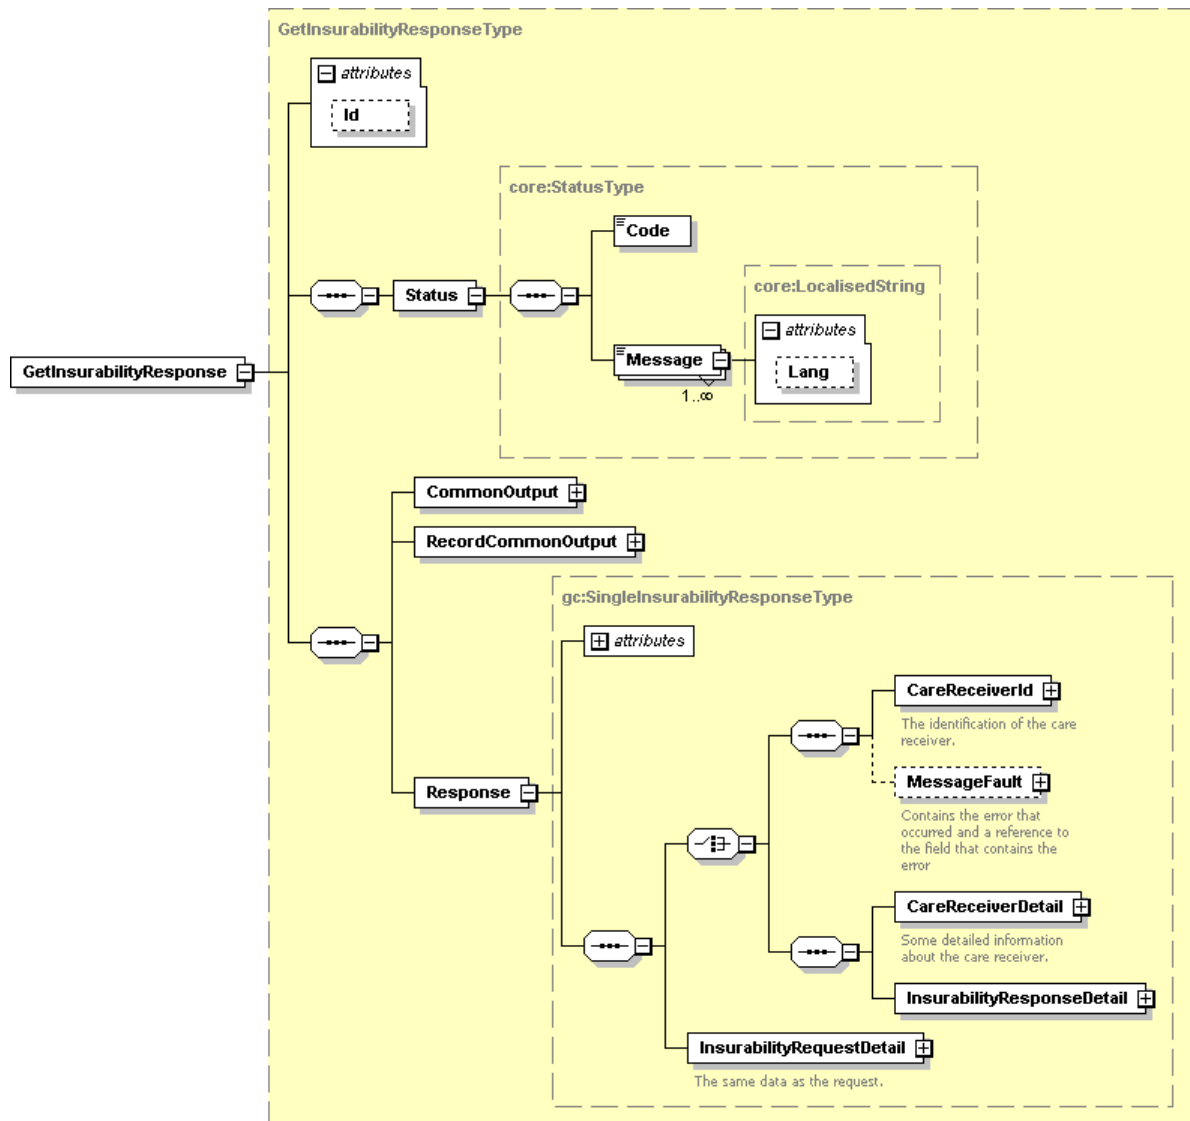 GetInsurabilityResponseType
attributes
Id
core:StatusType
Code
core:LocalisedString
Status
attributes
Message
Lang
1..∞
GetInsurabilityResponse
CommonOutput
RecordCommonOutput
gc:SingleInsurabilityResponseType
attributes
CareReceiverId
The identification of the care
receiver.
MessageFault
Response
Contains the error that
occurred and a reference to
the field that contains the
error
CareReceiverDetail
Some detailed information
about the care receiver.
InsurabilityResponseDetail
InsurabilityRequestDetail
The same data as the request.